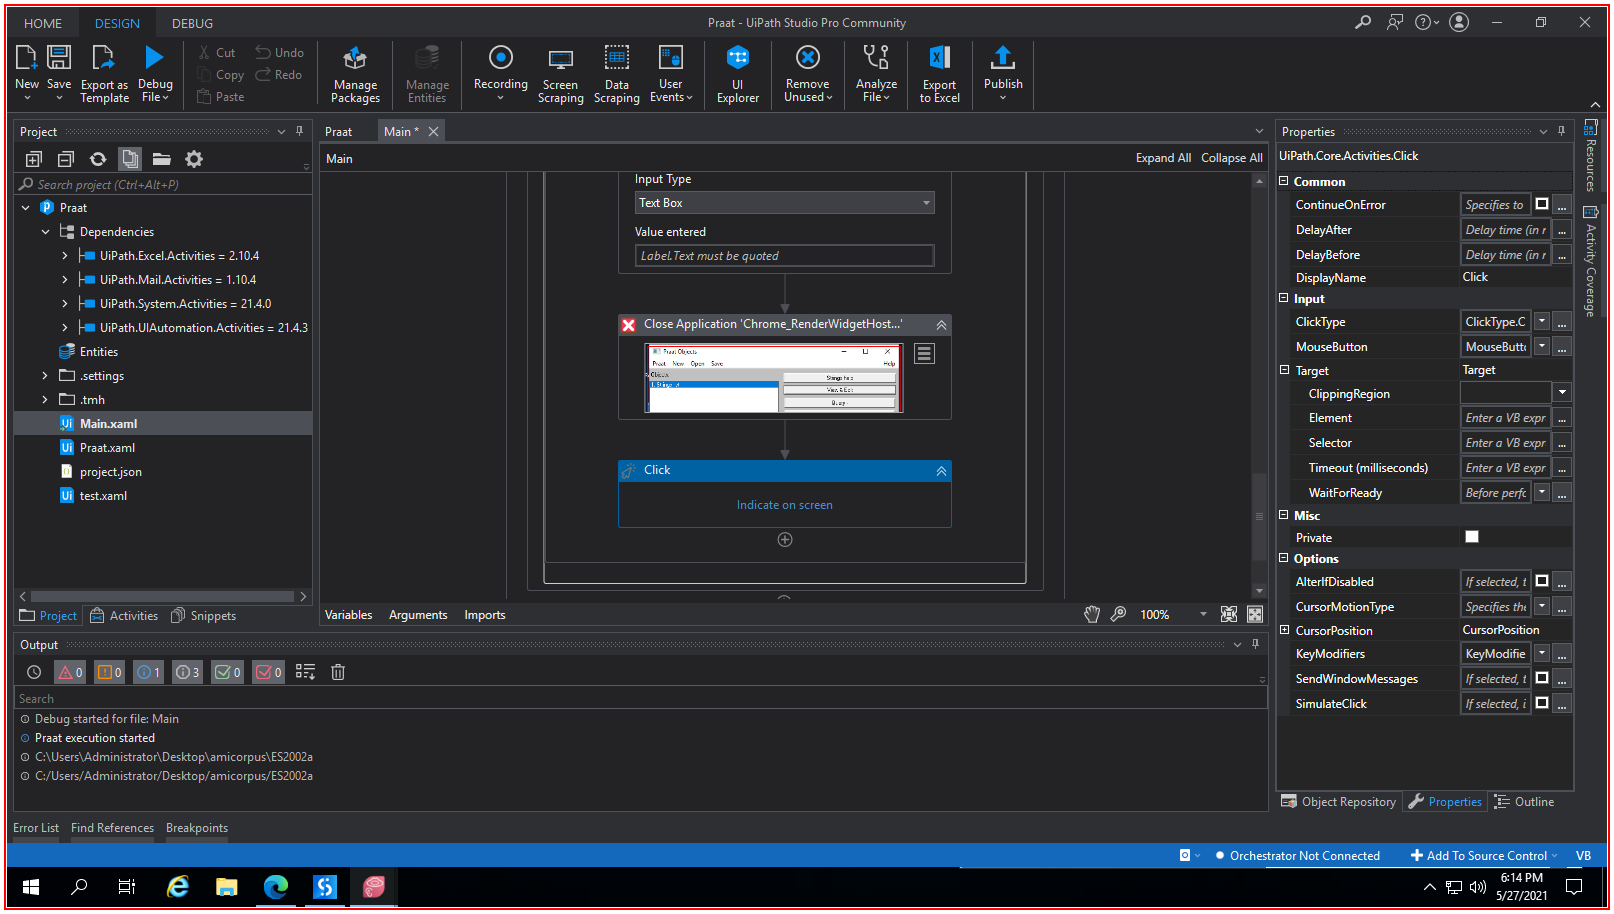 HOME DESIGN DEBUG Praat - UiPath Studio Pro Community
New Save Export as Template Debug File Cut Copy Paste Undo Redo Manage Packages Manage Entities Recording Screen Scraping Data Scraping User Events UI Explorer Remove Unused Analyze File Export to Excel Publish
Project
Search project (Ctrl+Alt+P)
Praat
Dependencies
UiPath.Excel.Activities = 2.10.4
UiPath.Mail.Activities = 1.10.4
UiPath.System.Activities = 21.4.0
UiPath.UIAutomation.Activities = 21.4.3
Entities
.settings
.tmh
Main.xaml
Praat.xaml
project.json
test.xaml
Project Activities Snippets
Praat Main *
Main Expand All Collapse All
Input Type
Text Box
Value entered
Label.Text must be quoted
Close Application 'Chrome_RenderWidgetHost...'
Praat Objects
Praat New Open Save Help
Objects:
Strings help
View & Edit
Click
Indicate on screen
Variables Arguments Imports 100%
Properties
UiPath.Core.Activities.Click
Common
ContinueOnError Specifies to ...
DelayAfter Delay time (in r ...
DelayBefore Delay time (in r ...
DisplayName Click
Input
ClickType ClickType.C ...
MouseButton MouseButt ...
Target Target
ClippingRegion
Element Enter a VB expr ...
Selector Enter a VB expr ...
Timeout (milliseconds) Enter a VB expr ...
WaitForReady Before perfc ...
Misc
Private
Options
AlterIfDisabled If selected, t ...
CursorMotionType Specifies the ...
CursorPosition CursorPosition
KeyModifiers KeyModifie ...
SendWindowMessages If selected, t ...
SimulateClick If selected, i ...
Object Repository Properties Outline
Resources
Activity Coverage
Output
0 0 1 3 0 0
Search
Debug started for file: Main
Praat execution started
C:\Users\Administrator\Desktop\amicorpus\ES2002a
C:/Users/Administrator/Desktop/amicorpus/ES2002a
Error List Find References Breakpoints
Orchestrator Not Connected Add To Source Control VB
6:14 PM
5/27/2021